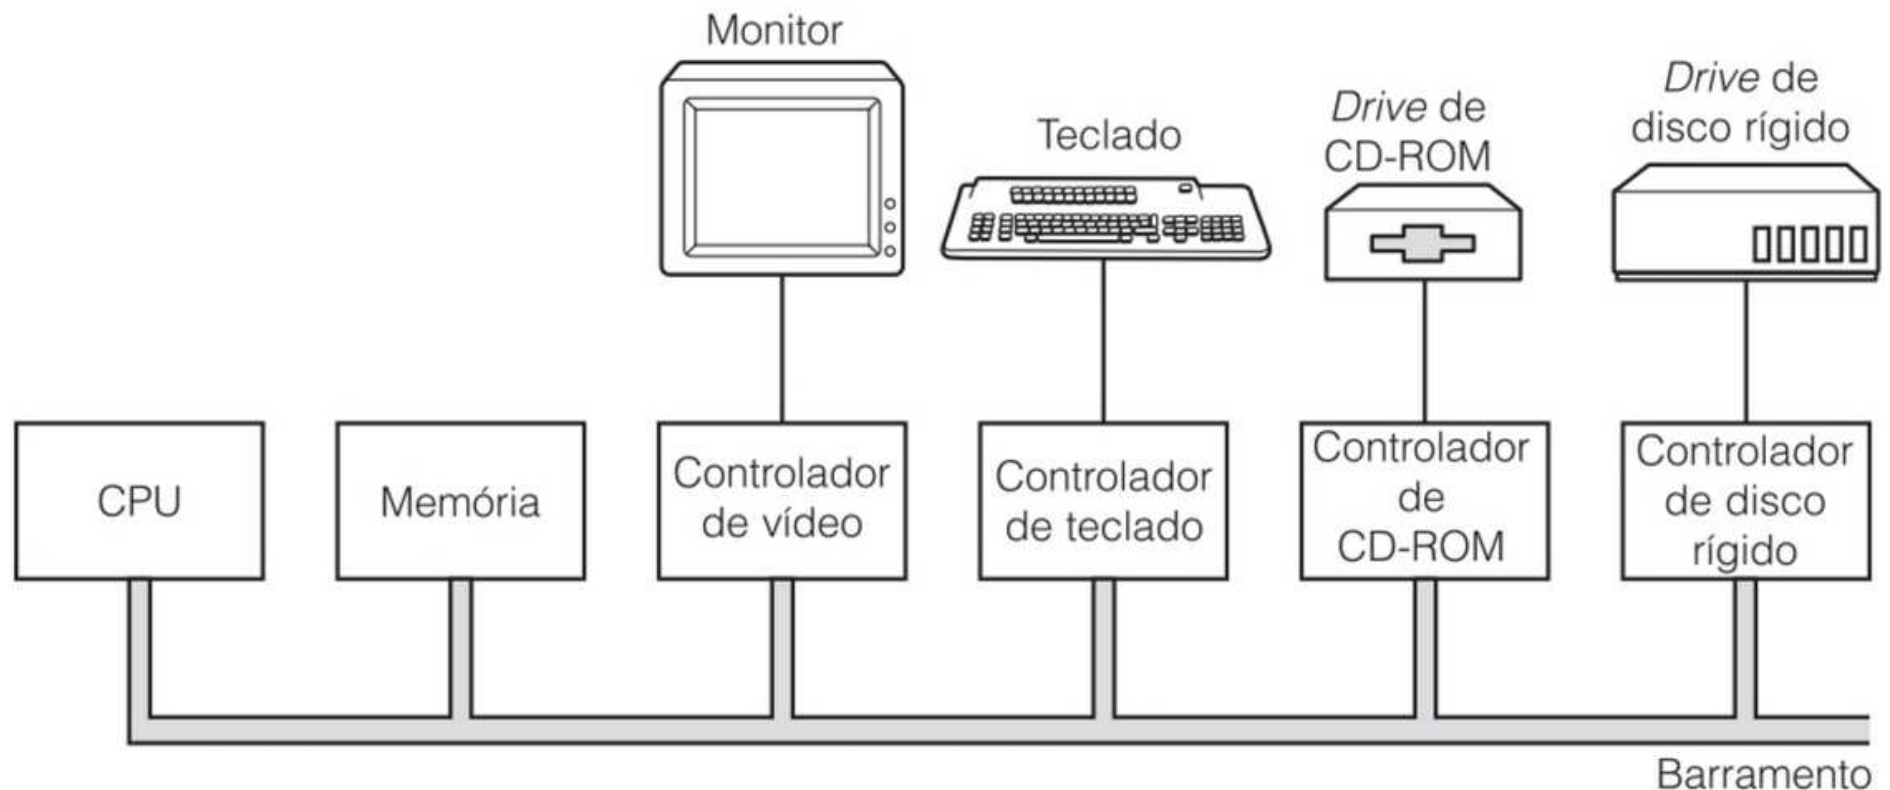 Monitor
Teclado
Drive de
CD-ROM
Drive de
disco rígido
CPU
Memória
Controlador
de vídeo
Controlador
de teclado
Controlador
de
CD-ROM
Controlador
de disco
rígido
Barramento